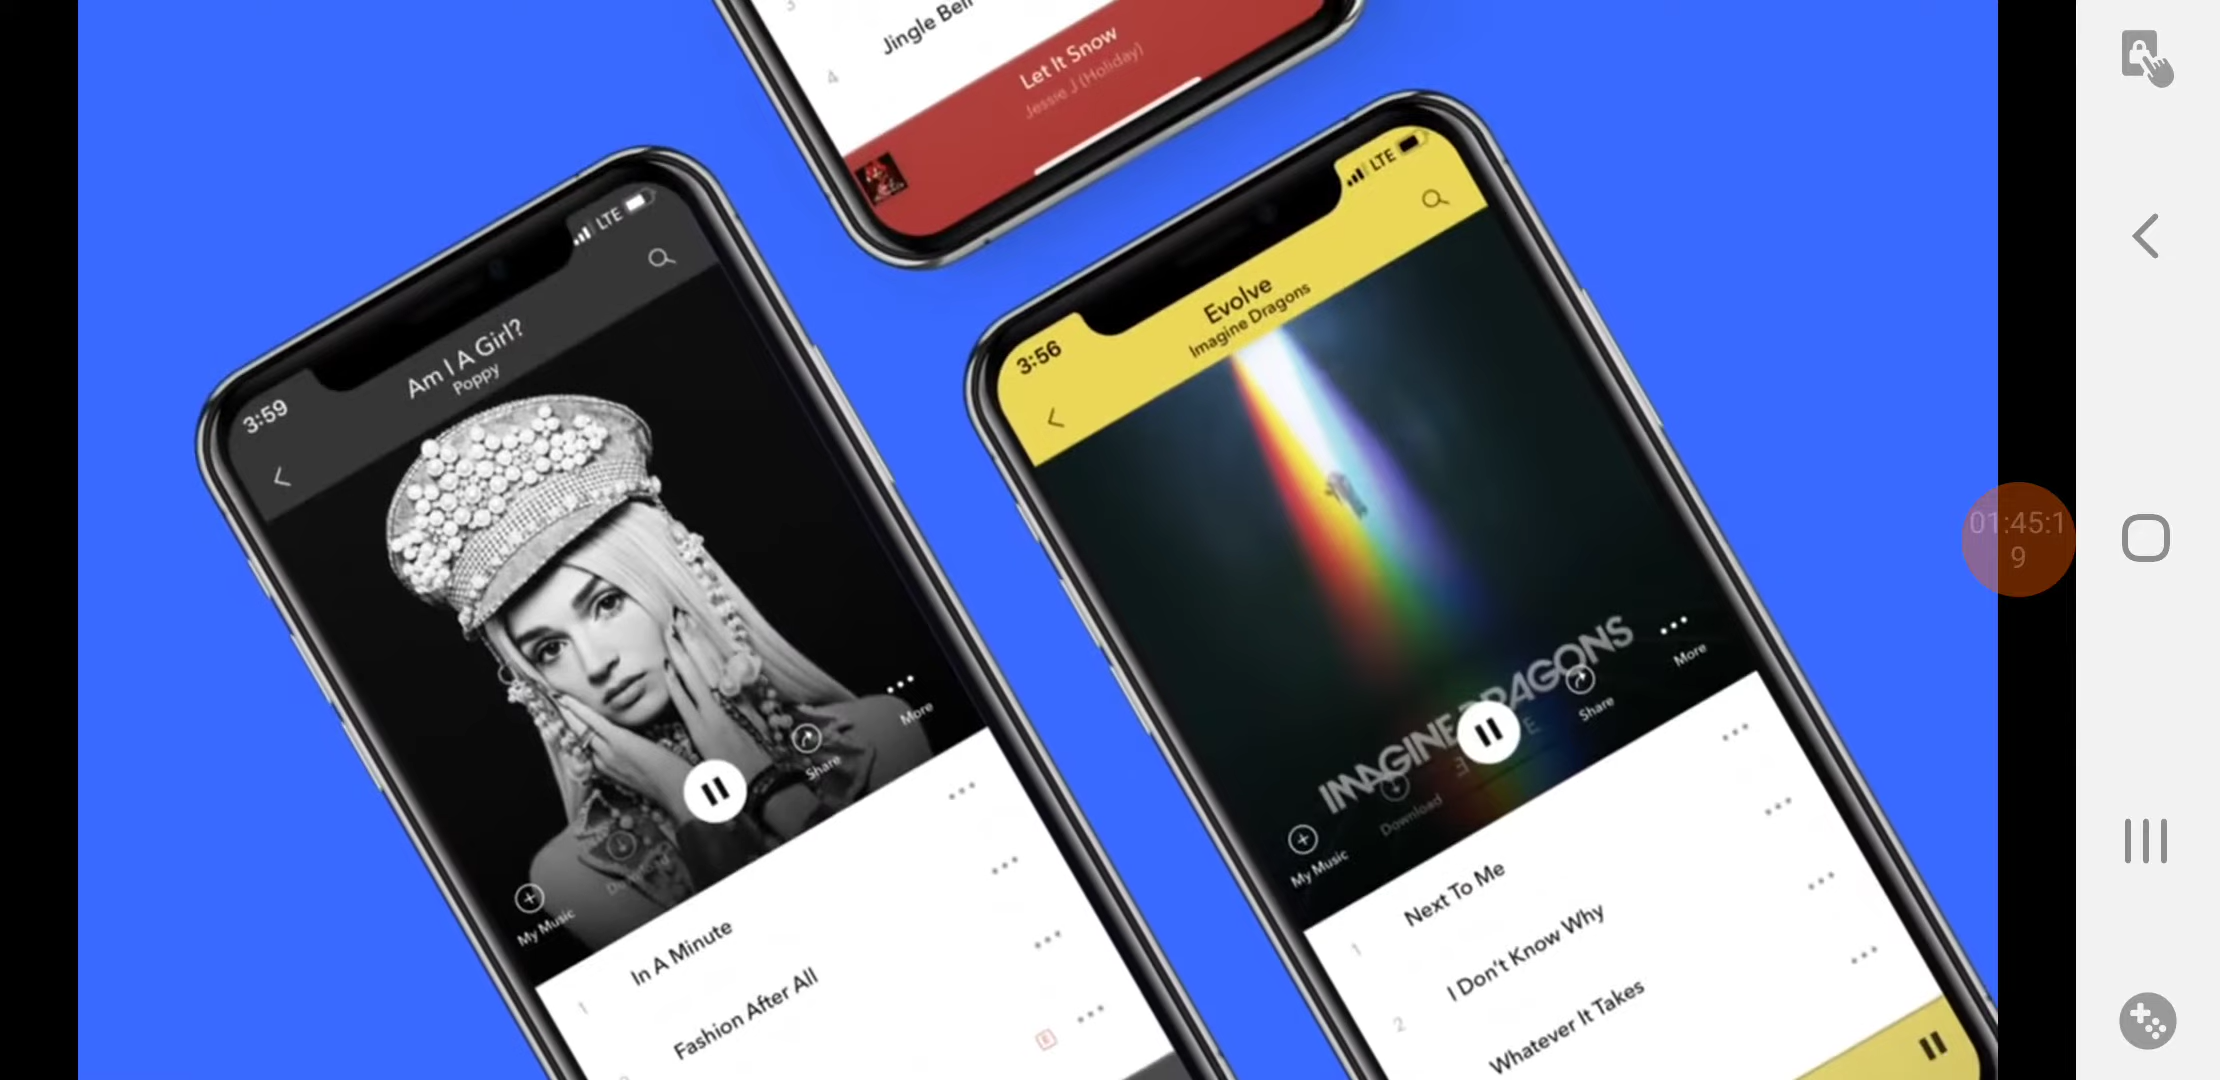 3
Jingle Bell
4
Let It Snow
Jessie J (Holiday)
LTE
3:59
Am I A Girl?
Poppy
More
Share
My Music
1
In A Minute
Fashion After All
E
LTE
3:56
Evolve
Imagine Dragons
IMAGINE DRAGONS
More
Share
Download
My Music
1
Next To Me
2
I Don't Know Why
Whatever It Takes
01:45:1
9